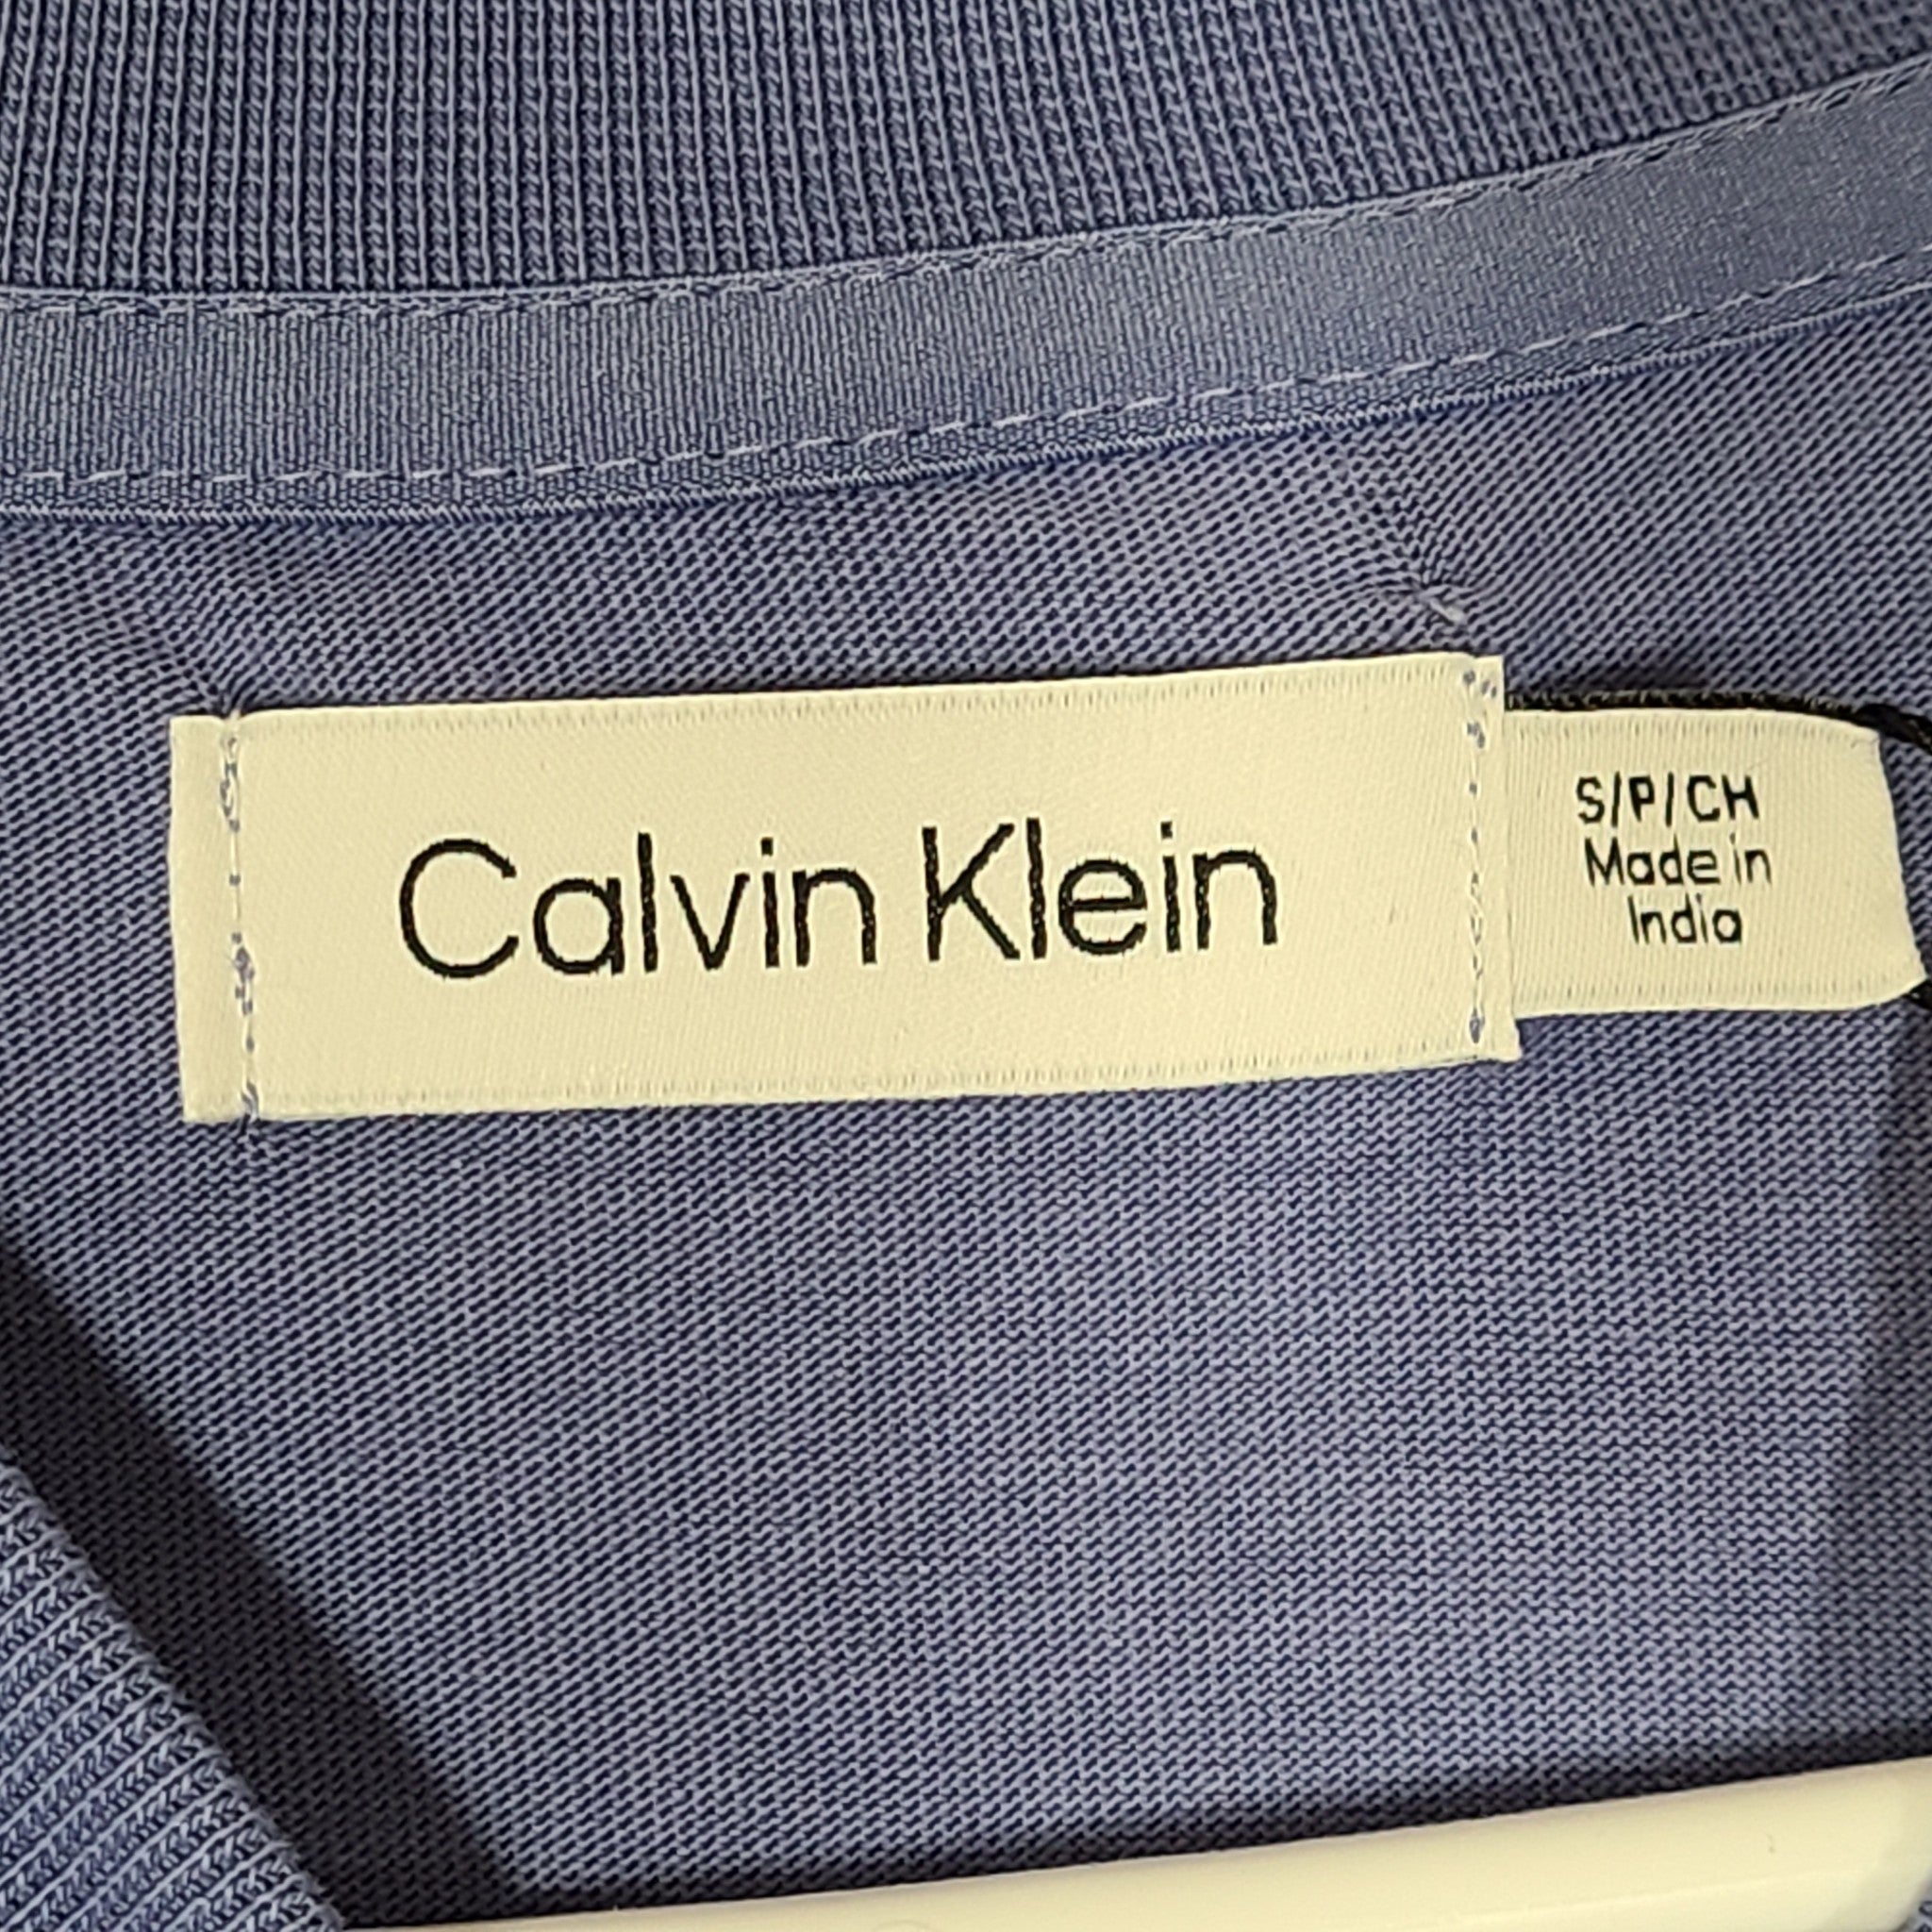 Calvin Klein
S/P/CH
Made in
India